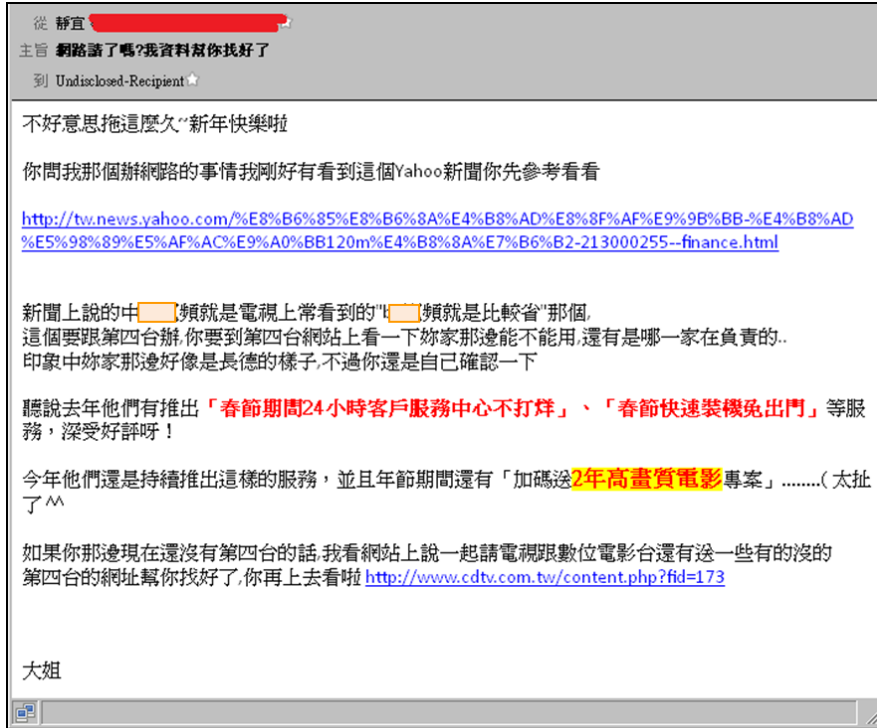 從 靜宜
主旨 網路請了嗎?我資料幫你找好了
到 Undisclosed-Recipient
不好意思拖這麼久~新年快樂啦
你問我那個辦網路的事情我剛好有看到這個Yahoo新聞你先參考看看
http://tw.news.yahoo.com/%E8%B6%85%E8%B6%8A%E4%B8%AD%E8%8F%AF%E9%9B%BB-%E4%B8%AD
%E5%98%89%E5%AF%AC%E9%A0%BB120m%E4%B8%8A%E7%B6%B2-213000255--finance.html
新聞上說的中 頻就是電視上常看到的" 頻就是比較省"那個,
這個要跟第四台辦,你要到第四台網站上看一下妳家那邊能不能用,還有是哪一家在負責的..
印象中妳家那邊好像是長德的樣子,不過你還是自己確認一下
聽說去年他們有推出「春節期間24小時客戶服務中心不打烊」、「春節快速裝機免出門」等服
務，深受好評呀！
今年他們還是持續推出這樣的服務，並且年節期間還有「加碼送2年高畫質電影專案」........( 太扯
了^^
如果你那邊現在還沒有第四台的話,我看網站上說一起請電視跟數位電影台還有送一些有的沒的
第四台的網址幫你找好了,你再上去看啦 http://www.cdtv.com.tw/content.php?fid=173
大姐